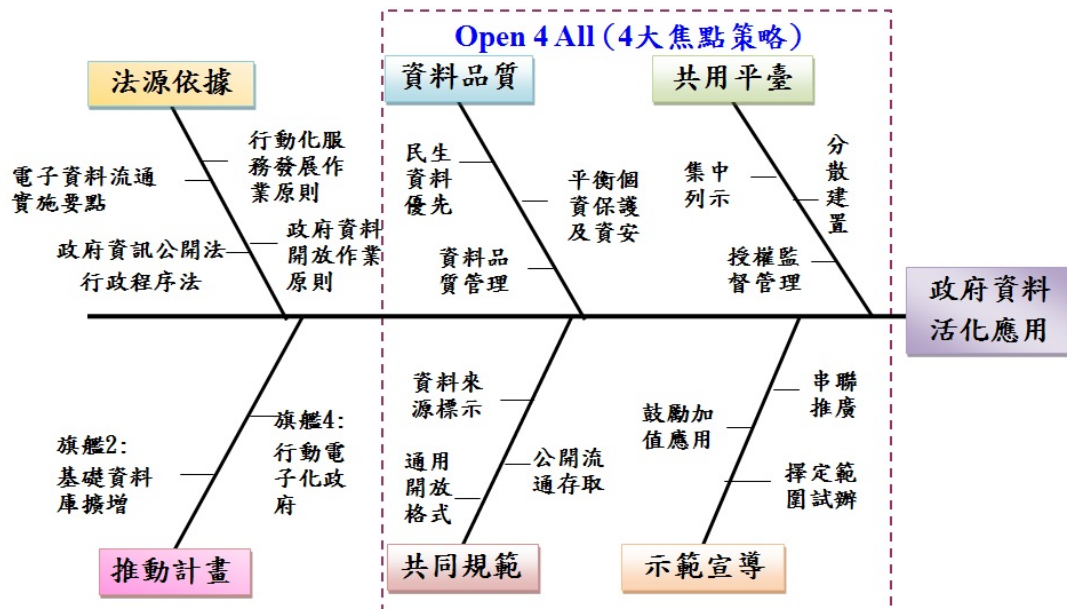 Open 4 All (4大焦點策略)
法源依據
資料品質
共用平臺
行動化服
務發展作
業原則
電子資料流通
實施要點
政府資訊公開法
行政程序法
政府資料
開放作業
原則
民生
資料
優先
平衡個
資保護
及資安
資料品
質管理
集中
列示
分散建置
授權監
督管理
政府資料
活化應用
旗艦2:
基礎資料
庫擴增
旗艦4:
行動電
子化政
府
資料來
源標示
通用
開放
格式
公開流
通存取
鼓勵加
值應用
串聯
推廣
擇定範
圍試辦
推動計畫
共同規範
示範宣導